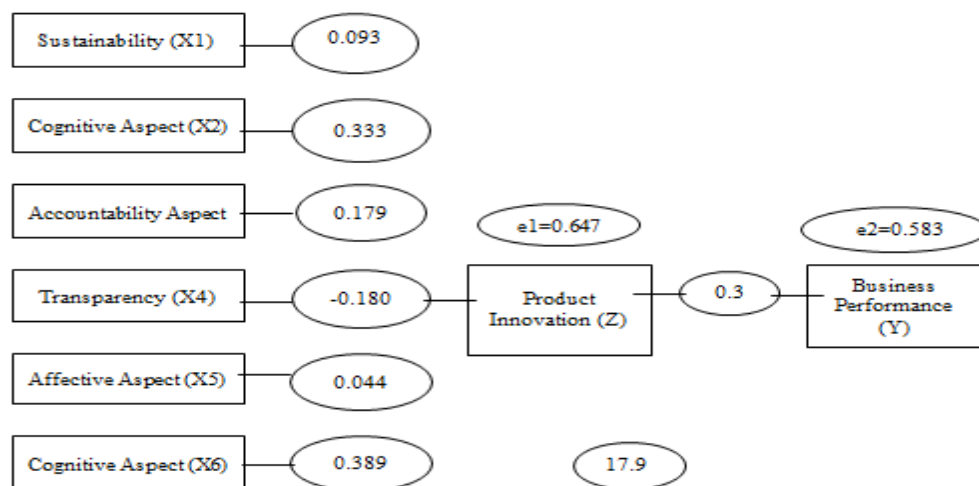 Sustainability (X1)
0.093
Cognitive Aspect (X2)
0.333
Accountability Aspect
0.179
e1=0.647
e2=0.583
Transparency (X4)
-0.180
Product
Innovation (Z)
0.3
Business
Performance
(Y)
Affective Aspect (X5)
0.044
Cognitive Aspect (X6)
0.389
17.9